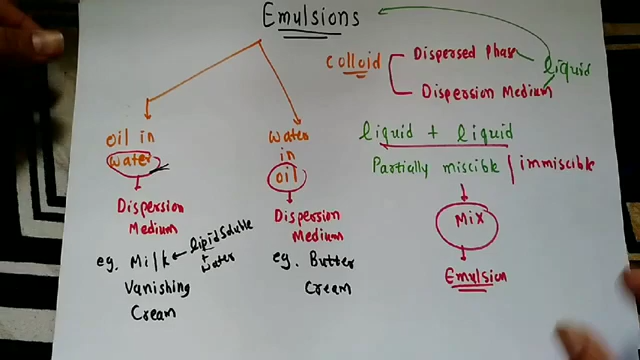 Emulsions
colloid
Dispersed Phase
Dispersion Medium
liquid
oil in
water
Dispersion
Medium
eg. Milk ← lipid soluble
+
water
Vanishing
Cream
water
in
oil
Dispersion
Medium
eg. Butter
Cream
liquid + liquid
Partially miscible / immiscible
Mix
Emulsion